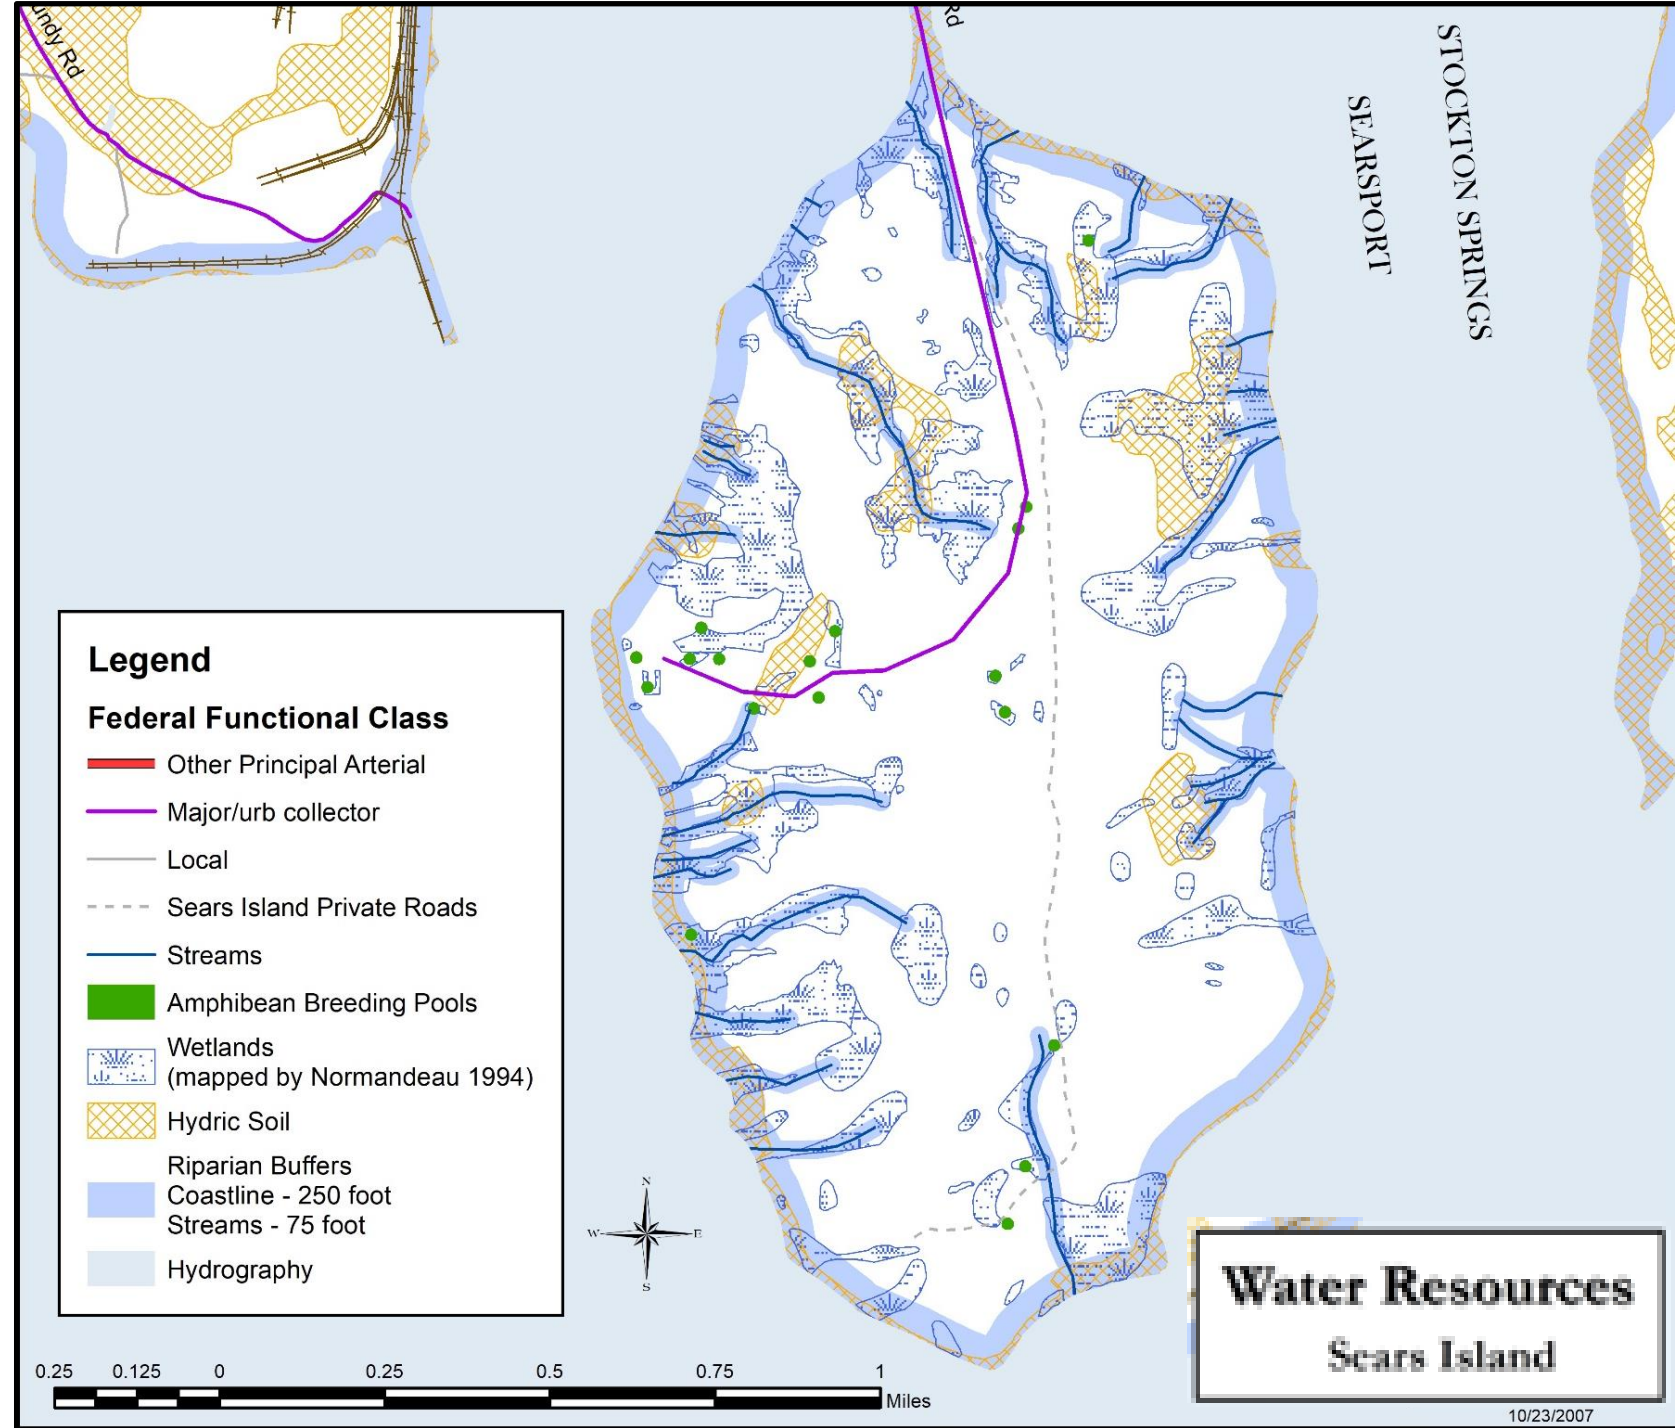 undy Rd
Rd
STOCKTON SPRINGS
SEARSPORT
Legend
Federal Functional Class
Other Principal Arterial
Major/urb collector
Local
Sears Island Private Roads
Streams
Amphibean Breeding Pools
Wetlands
(mapped by Normandeau 1994)
Hydric Soil
Riparian Buffers
Coastline - 250 foot
Streams - 75 foot
Hydrography
N
W
E
S
0.25 0.125 0 0.25 0.5 0.75 1
Miles
Water Resources
Sears Island
10/23/2007